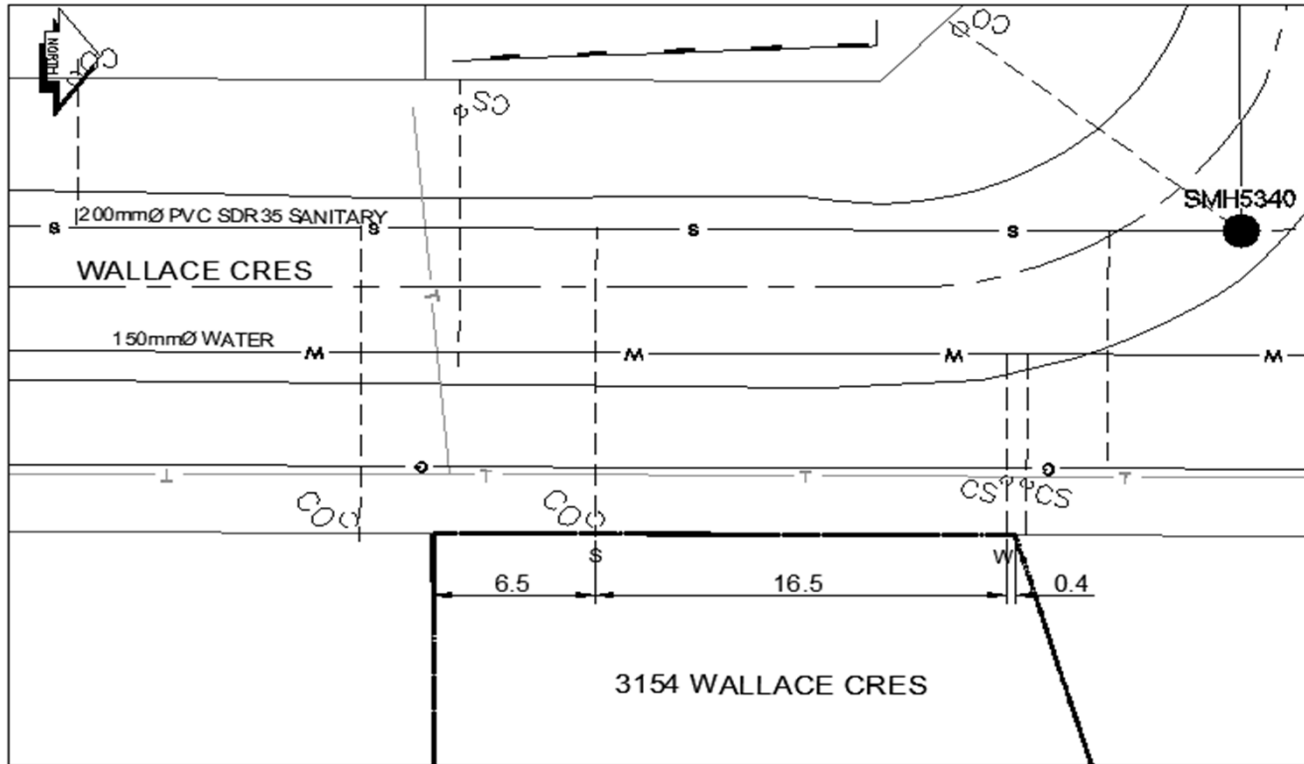 NORTH
CO
CO
CS
SMH5340
200mmØ PVC SDR35 SANITARY
S
S
S
S
WALLACE CRES
T
150mmØ WATER
W
W
W
W
G
G
T
T
T
T
CO
CO
CS
CS
S
W
6.5
16.5
0.4
3154 WALLACE CRES